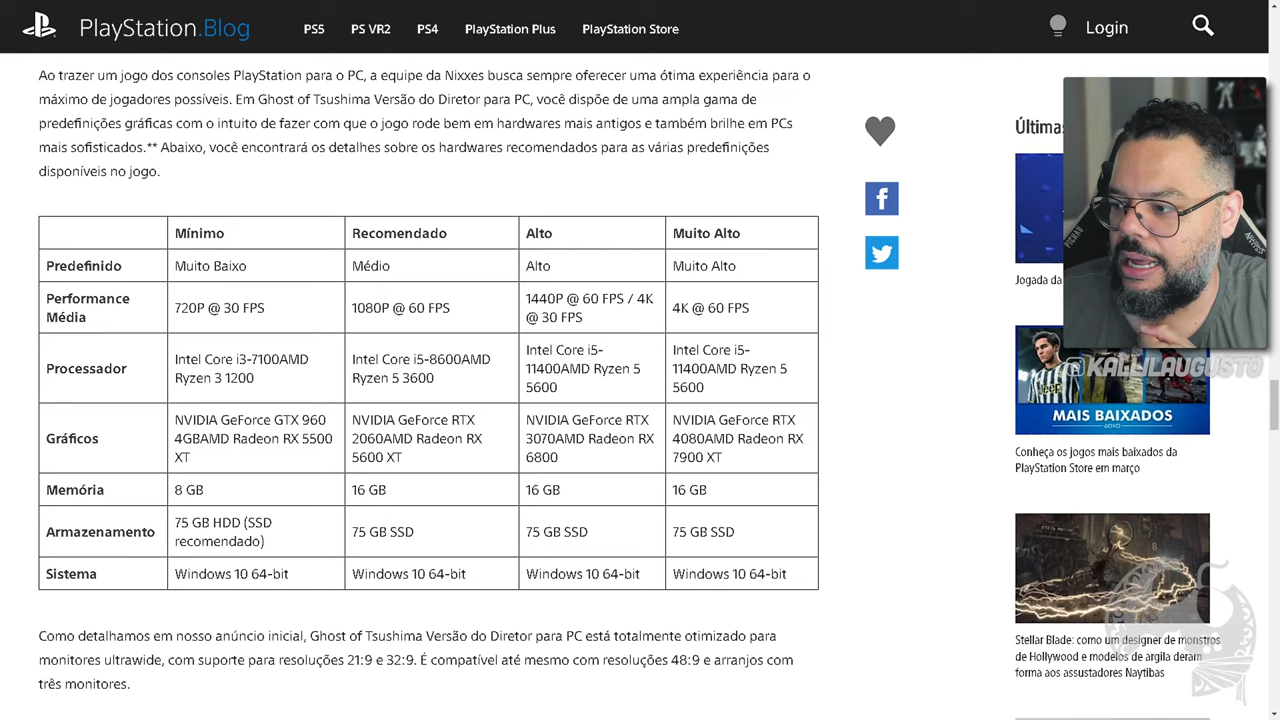 PlayStation.Blog
PS5
PS VR2
PS4
PlayStation Plus
PlayStation Store
Login
Ao trazer um jogo dos consoles PlayStation para o PC, a equipe da Nixxes busca sempre oferecer uma ótima experiência para o
máximo de jogadores possíveis. Em Ghost of Tsushima Versão do Diretor para PC, você dispõe de uma ampla gama de
predefinições gráficas com o intuito de fazer com que o jogo rode bem em hardwares mais antigos e também brilhe em PCs
mais sofisticados.** Abaixo, você encontrará os detalhes sobre os hardwares recomendados para as várias predefinições
disponíveis no jogo.
Mínimo
Recomendado
Alto
Muito Alto
Predefinido
Muito Baixo
Médio
Alto
Muito Alto
Performance
Média
720P @ 30 FPS
1080P @ 60 FPS
1440P @ 60 FPS / 4K
@ 30 FPS
4K @ 60 FPS
Processador
Intel Core i3-7100AMD
Ryzen 3 1200
Intel Core i5-8600AMD
Ryzen 5 3600
Intel Core i5-
11400AMD Ryzen 5
5600
Intel Core i5-
11400AMD Ryzen 5
5600
Gráficos
NVIDIA GeForce GTX 960
4GBAMD Radeon RX 5500
XT
NVIDIA GeForce RTX
2060AMD Radeon RX
5600 XT
NVIDIA GeForce RTX
3070AMD Radeon RX
6800
NVIDIA GeForce RTX
4080AMD Radeon RX
7900 XT
Memória
8 GB
16 GB
16 GB
16 GB
Armazenamento
75 GB HDD (SSD
recomendado)
75 GB SSD
75 GB SSD
75 GB SSD
Sistema
Windows 10 64-bit
Windows 10 64-bit
Windows 10 64-bit
Windows 10 64-bit
Como detalhamos em nosso anúncio inicial, Ghost of Tsushima Versão do Diretor para PC está totalmente otimizado para
monitores ultrawide, com suporte para resoluções 21:9 e 32:9. É compatível até mesmo com resoluções 48:9 e arranjos com
três monitores.
Últimas
Jogada da
PICHAU
@KALLILAUGUSTO
Jeep
MAIS BAIXADOS
Conheça os jogos mais baixados da
PlayStation Store em março
Stellar Blade: como um designer de monstros
de Hollywood e modelos de argila deram
forma aos assustadores Naytibas